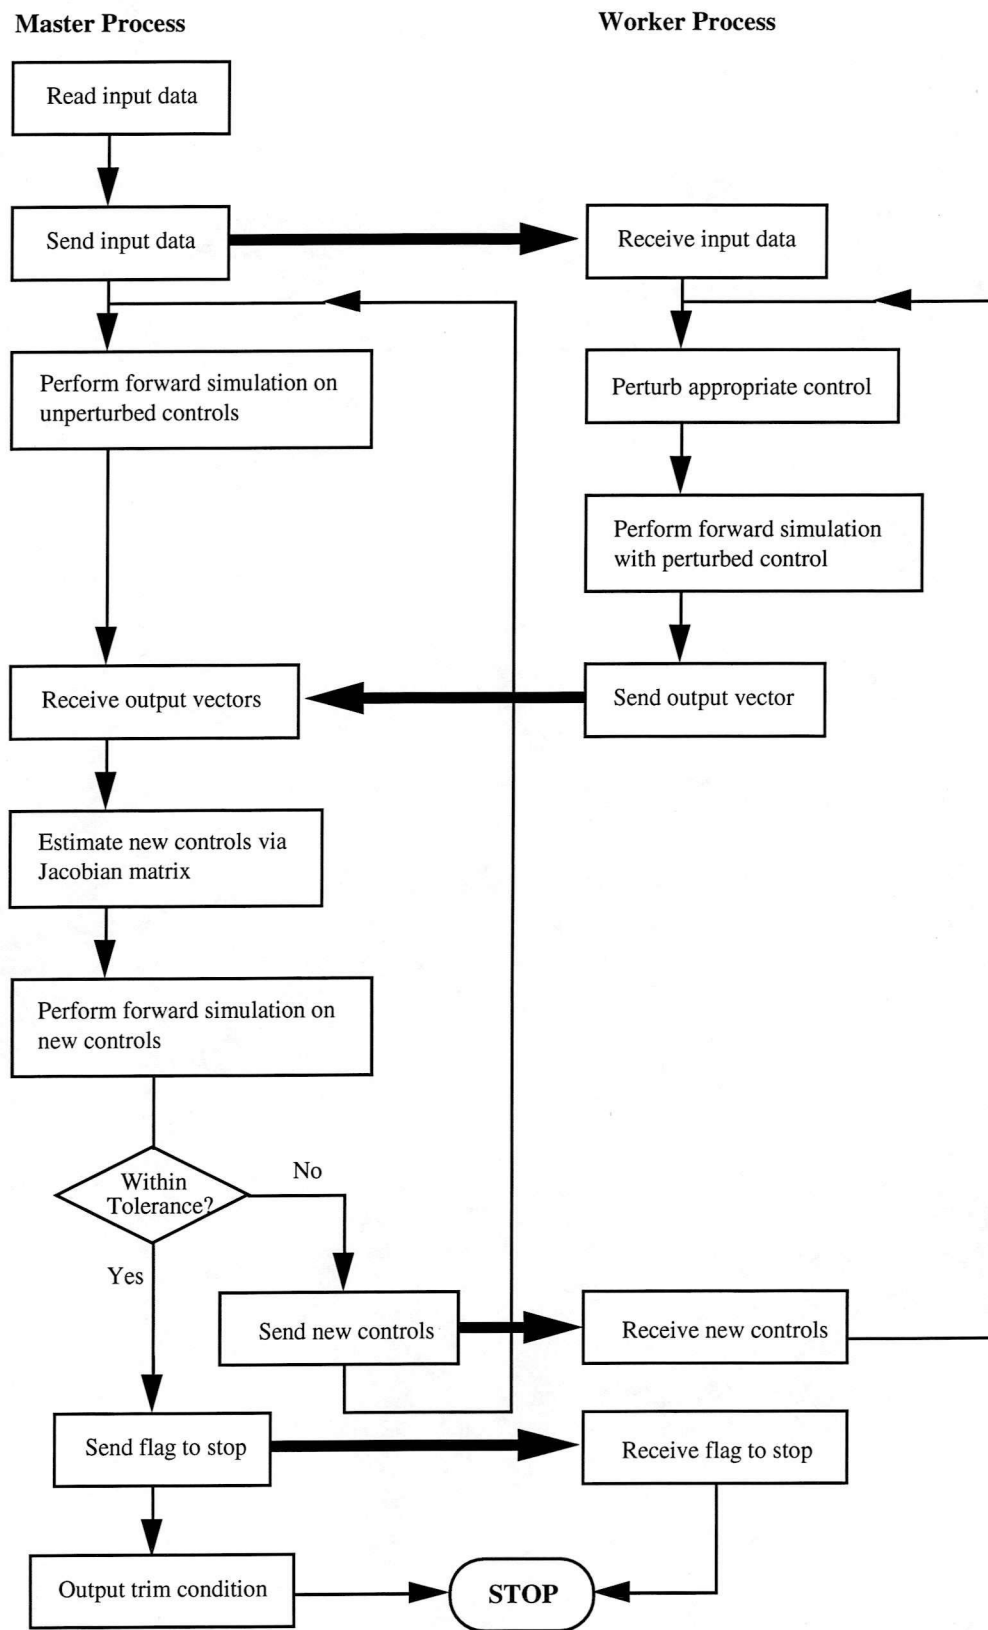 Master Process
Worker Process
Read input data
Send input data
Receive input data
Perform forward simulation on
unperturbed controls
Perturb appropriate control
Perform forward simulation
with perturbed control
Receive output vectors
Send output vector
Estimate new controls via
Jacobian matrix
Perform forward simulation on
new controls
Within
Tolerance?
No
Yes
Send new controls
Receive new controls
Send flag to stop
Receive flag to stop
Output trim condition
STOP